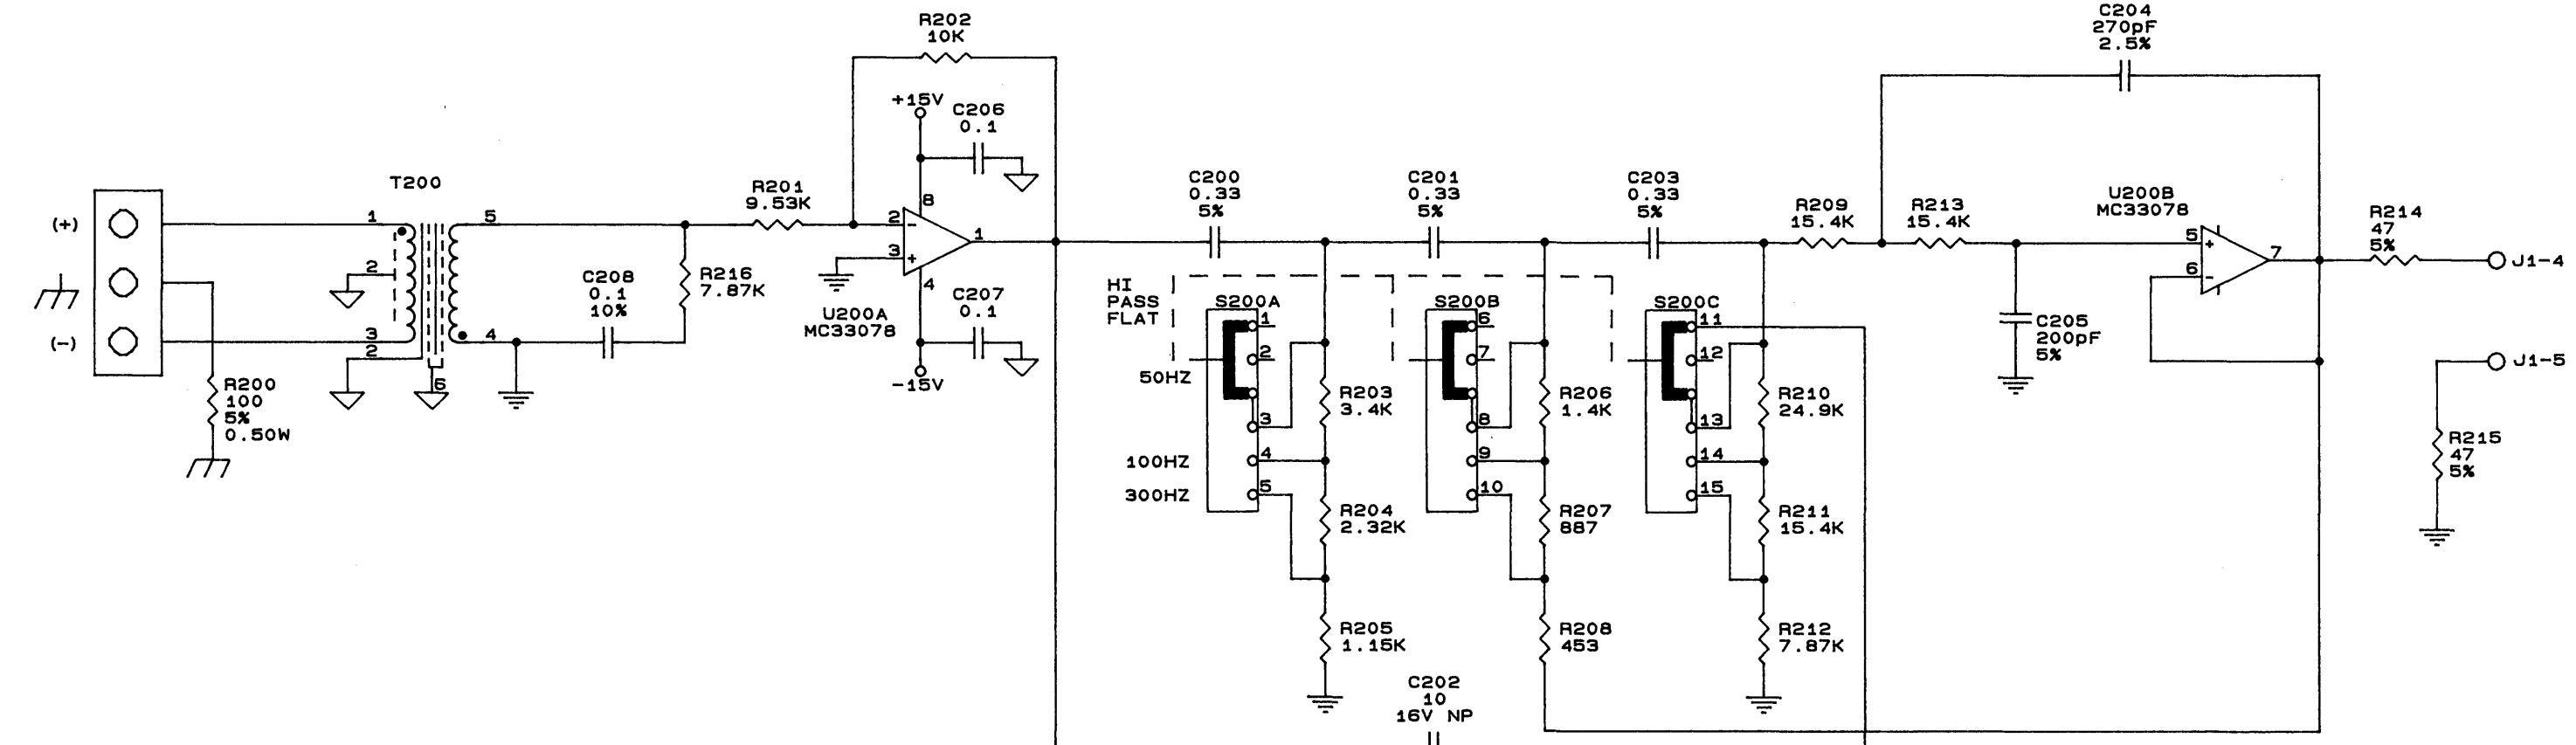 R202
10K
C204
270pF
2.5%
+15V
C206
0.1
T200
R201
9.53K
8
C200
0.33
5%
C201
0.33
5%
C203
0.33
5%
U200B
MC33078
R209
15.4K
R213
15.4K
R214
47
5%
(+)
1
5
2
-
1
3
+
5
+
6
-
7
J1-4
2
C208
0.1
10%
R216
7.87K
4
U200A
MC33078
C207
0.1
-15V
HI
PASS
FLAT
S200A
S200B
S200C
1
6
11
2
7
12
50HZ
C205
200pF
5%
J1-5
(-)
3
2
4
6
R200
100
5%
0.50W
R203
3.4K
R206
1.4K
R210
24.9K
3
8
13
100HZ
4
9
14
300HZ
5
10
15
R215
47
5%
R204
2.32K
R207
887
R211
15.4K
R205
1.15K
R208
453
R212
7.87K
C202
10
16V NP